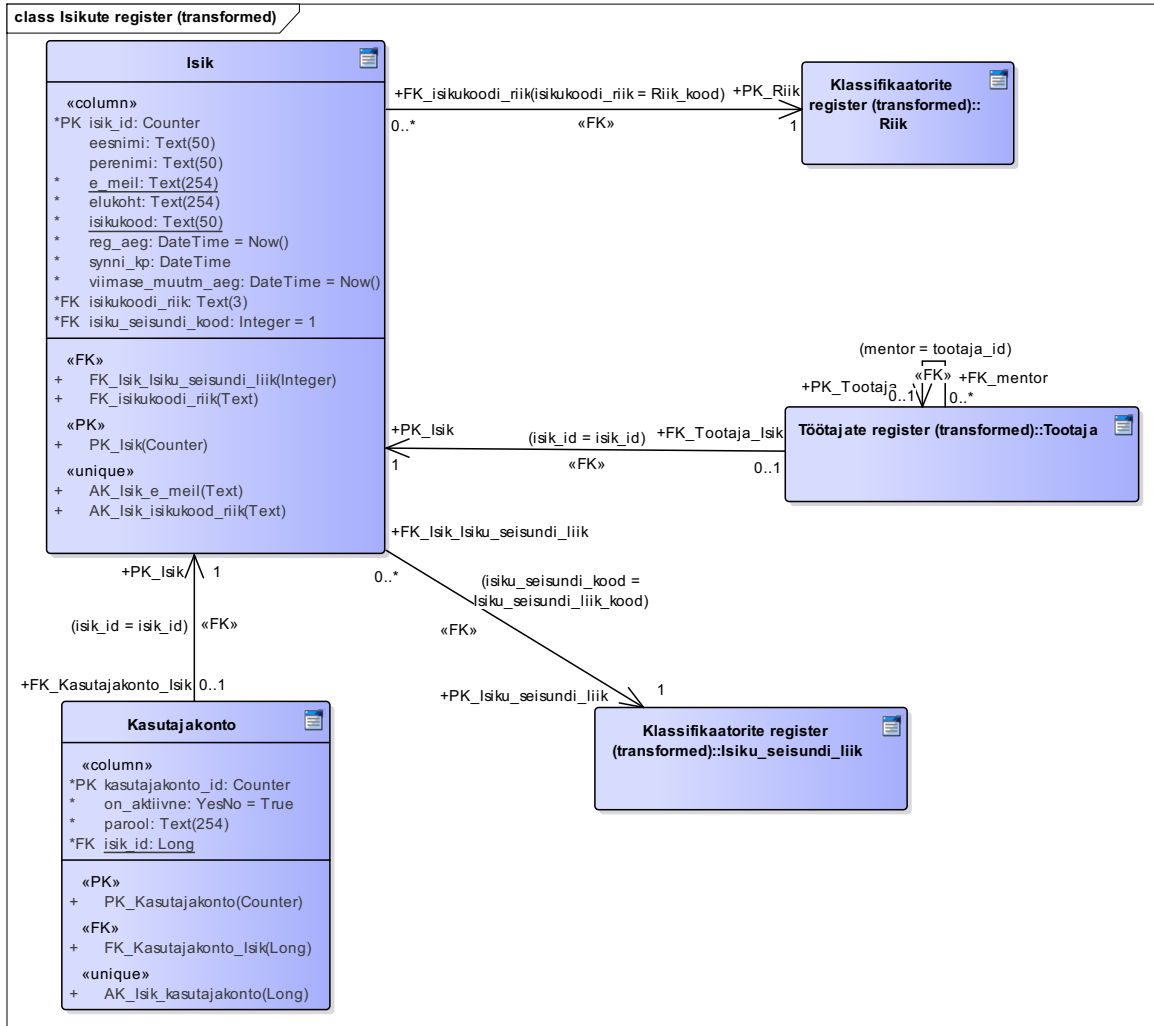 class Isikute register (transformed)
Isik
«column»
*PK isik_id: Counter
eesnimi: Text(50)
perenimi: Text(50)
* e_meil: Text(254)
* elukoht: Text(254)
* isikukood: Text(50)
* reg_aeg: DateTime = Now()
* synni_kp: DateTime
* viimase_muutm_aeg: DateTime = Now()
*FK isikukoodi_riik: Text(3)
*FK isiku_seisundi_kood: Integer = 1
«FK»
+ FK_Isik_Isiku_seisundi_liik(Integer)
+ FK_isikukoodi_riik(Text)
«PK»
+ PK_Isik(Counter)
«unique»
+ AK_Isik_e_meil(Text)
+ AK_Isik_isikukood_riik(Text)
+FK_isikukoodi_riik(isikukoodi_riik = Riik_kood) +PK_Riik
0..* «FK» 1
Klassifikaatorite
register (transformed)::
Riik
(mentor = tootaja_id)
«FK»
+PK_Tootaja +FK_mentor
0..1 0..*
Töötajate register (transformed)::Tootaja
+PK_Isik (isik_id = isik_id) +FK_Tootaja_Isik
1 «FK» 0..1
+FK_Isik_Isiku_seisundi_liik
0..*
(isiku_seisundi_kood =
Isiku_seisundi_liik_kood)
«FK»
+PK_Isiku_seisundi_liik 1
Klassifikaatorite register
(transformed)::Isiku_seisundi_liik
+PK_Isik 1
(isik_id = isik_id) «FK»
+FK_Kasutajakonto_Isik 0..1
Kasutajakonto
«column»
*PK kasutajakonto_id: Counter
* on_aktiivne: YesNo = True
* parool: Text(254)
*FK isik_id: Long
«PK»
+ PK_Kasutajakonto(Counter)
«FK»
+ FK_Kasutajakonto_Isik(Long)
«unique»
+ AK_Isik_kasutajakonto(Long)